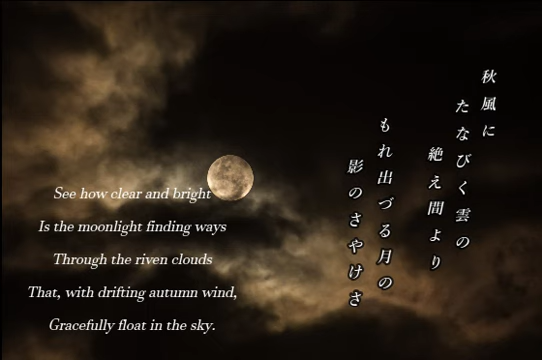 秋風に
たなびく雲の
絶え間より
もれ出づる月の
影のさやけさ
See how clear and bright
Is the moonlight finding ways
Through the riven clouds
That, with drifting autumn wind,
Gracefully float in the sky.